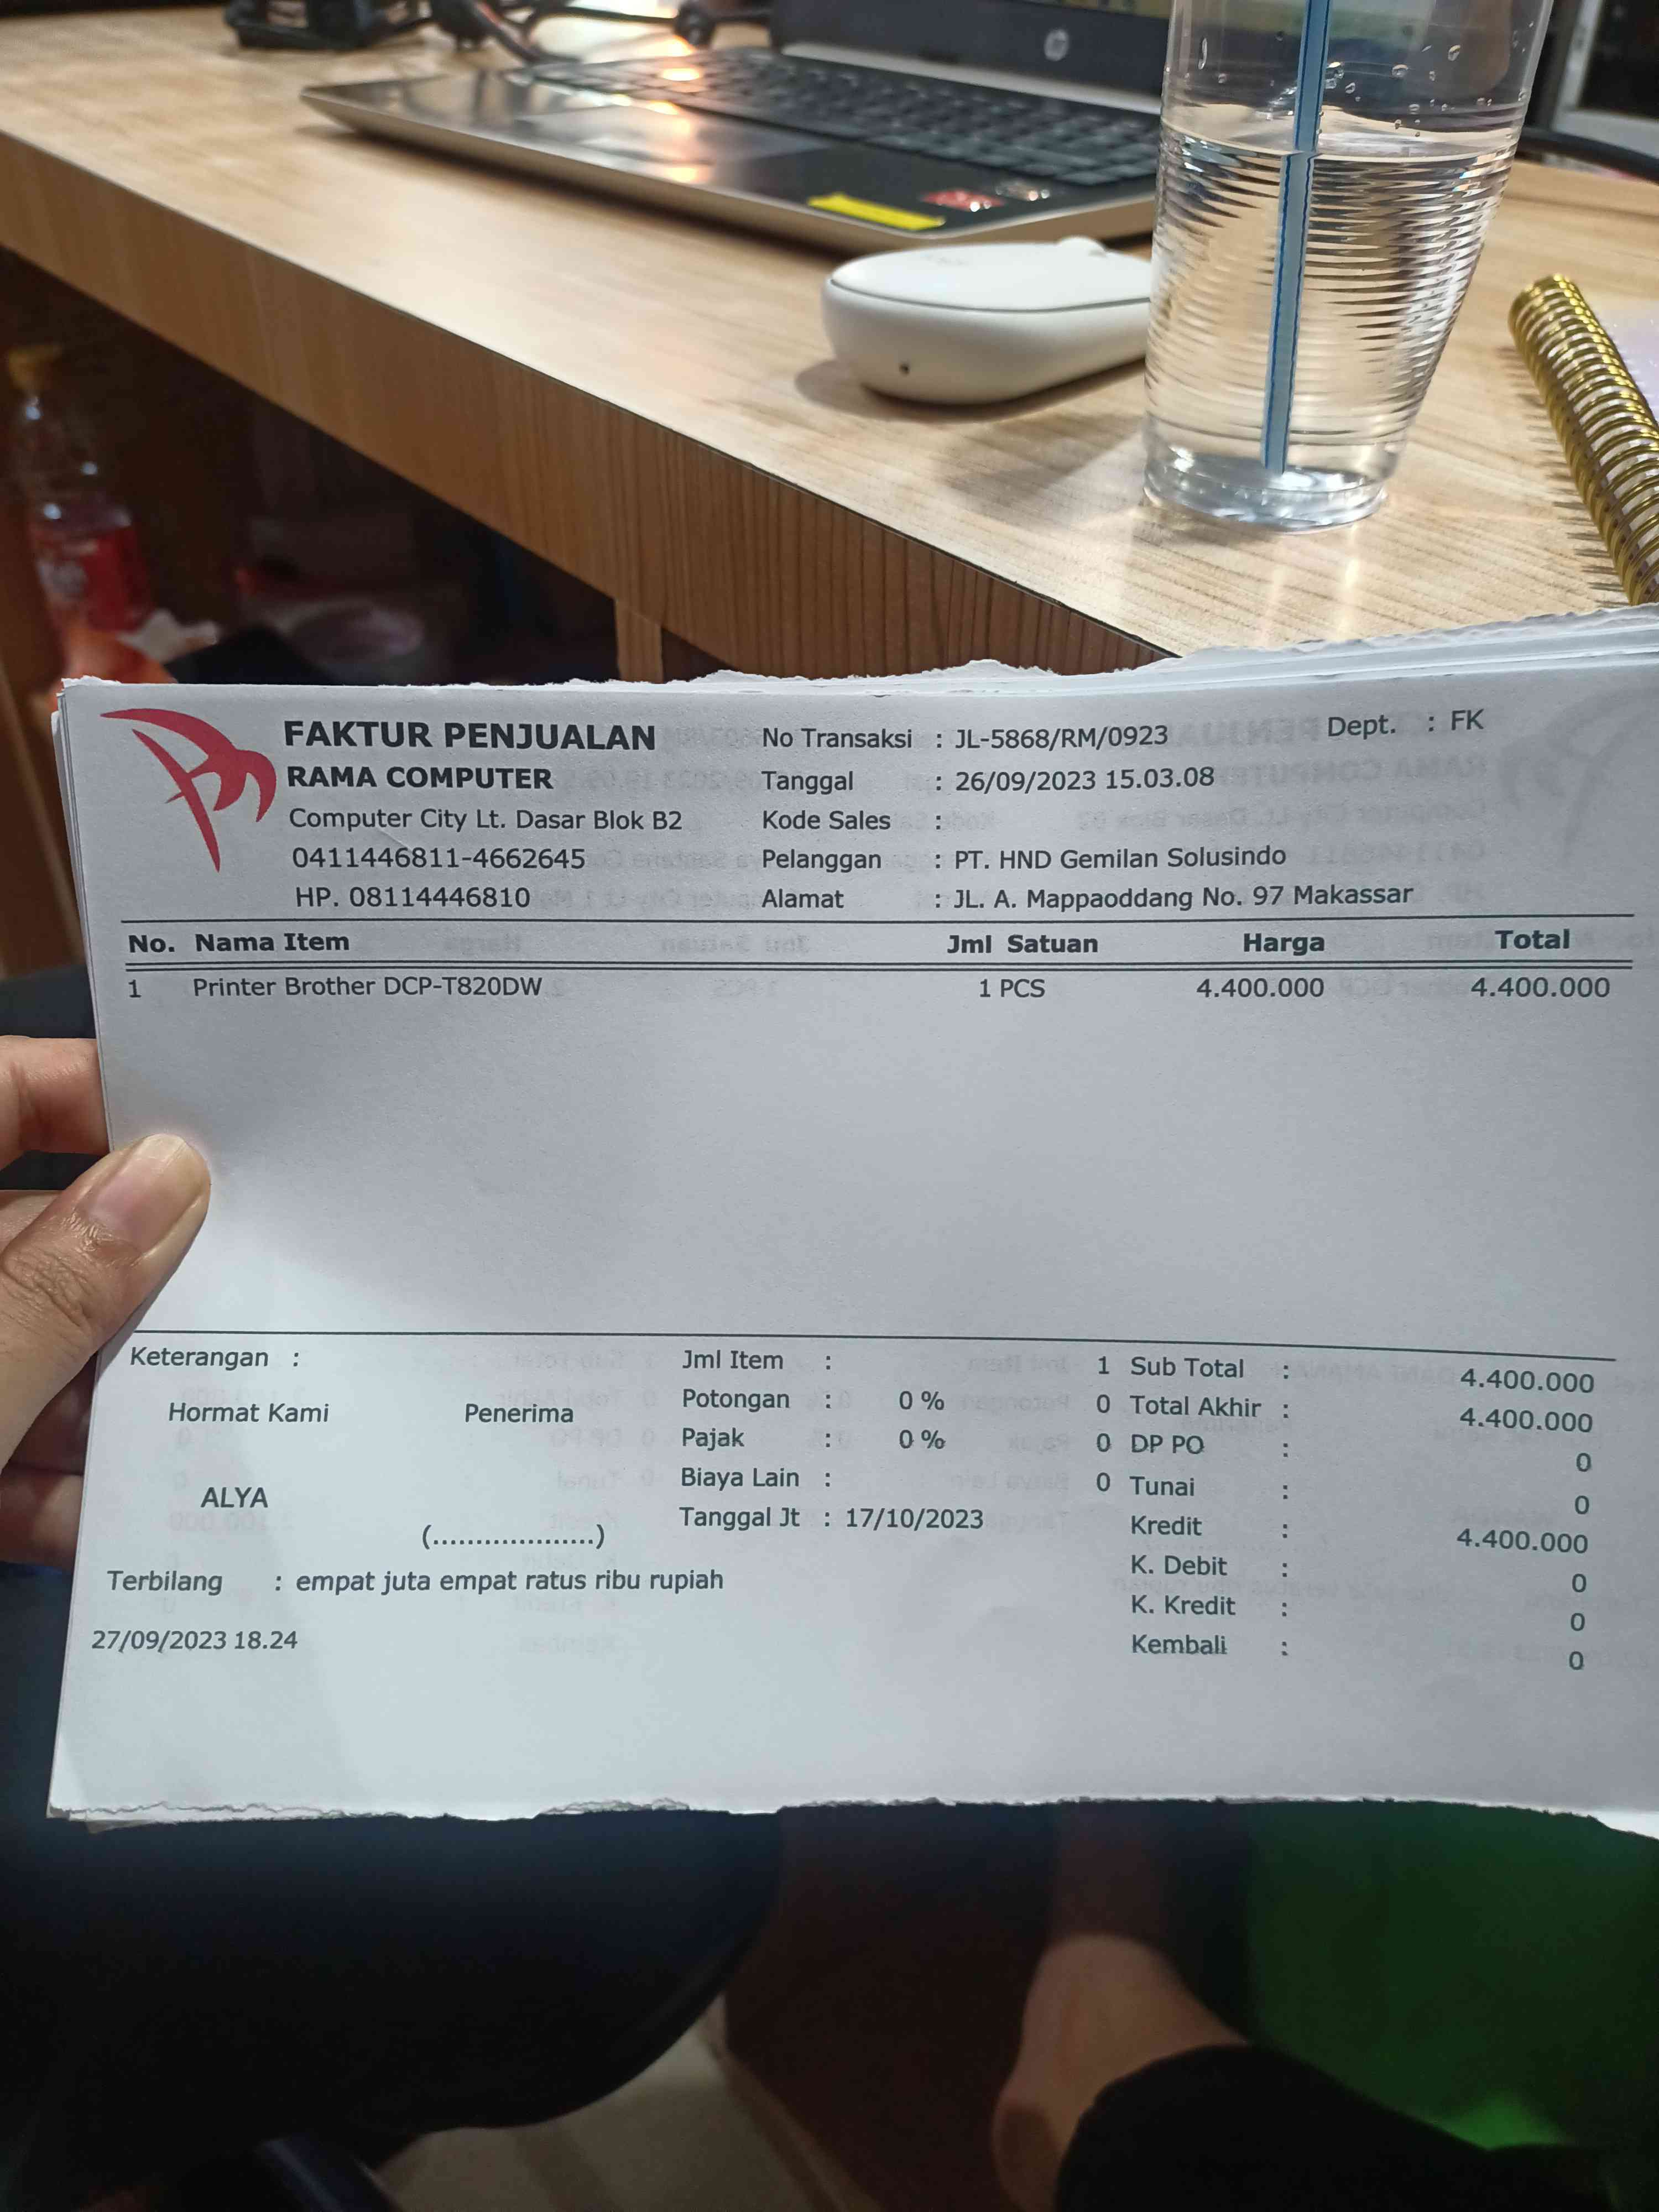 FAKTUR PENJUALAN
RAMA COMPUTER
Computer City Lt. Dasar Blok B2
0411446811-4662645
HP. 08114446810
No Transaksi : JL-5868/RM/0923
Dept. : FK
Tanggal : 26/09/2023 15.03.08
Kode Sales :
Pelanggan : PT. HND Gemilan Solusindo
Alamat : JL. A. Mappaoddang No. 97 Makassar
No. Nama Item Jml Satuan Harga Total
1 Printer Brother DCP-T820DW 1 PCS 4.400.000 4.400.000
Keterangan :
Hormat Kami Penerima
ALYA
(...................)
Jml Item : 1
Potongan : 0 % 0
Pajak : 0 % 0
Biaya Lain : 0
Tanggal Jt : 17/10/2023
Sub Total : 4.400.000
Total Akhir : 4.400.000
DP PO : 0
Tunai : 0
Kredit : 4.400.000
K. Debit : 0
K. Kredit : 0
Kembali : 0
Terbilang : empat juta empat ratus ribu rupiah
27/09/2023 18.24